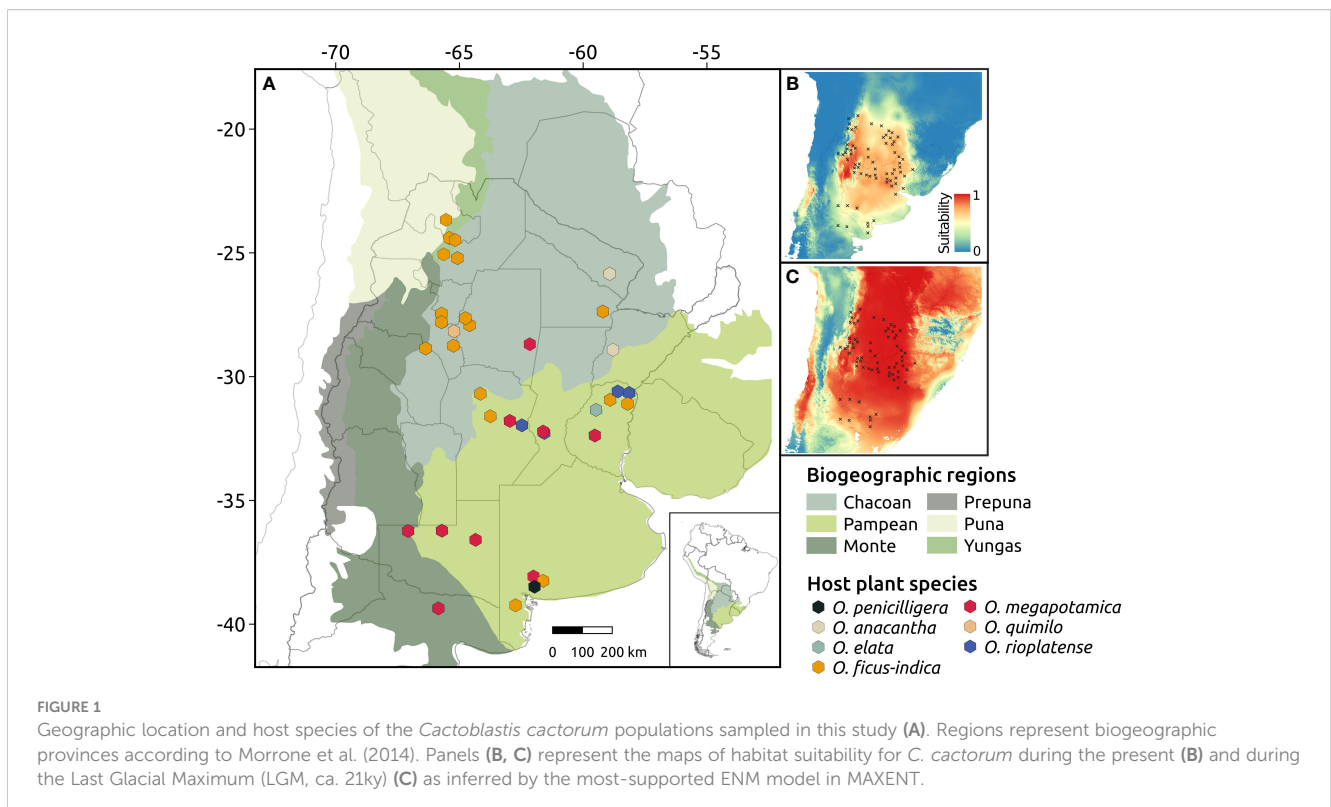 -70 -65 -60 -55
A
B
-20
-25
-30
-35
-40
0 100 200 km
Suitability
1
0
C
Biogeographic regions
Chacoan Prepuna
Pampean Puna
Monte Yungas
Host plant species
O. penicilligera O. megapotamica
O. anacantha O. quimilo
O. elata O. rioplatense
O. ficus-indica
FIGURE 1
Geographic location and host species of the Cactoblastis cactorum populations sampled in this study (A). Regions represent biogeographic
provinces according to Morrone et al. (2014). Panels (B, C) represent the maps of habitat suitability for C. cactorum during the present (B) and during
the Last Glacial Maximum (LGM, ca. 21ky) (C) as inferred by the most-supported ENM model in MAXENT.